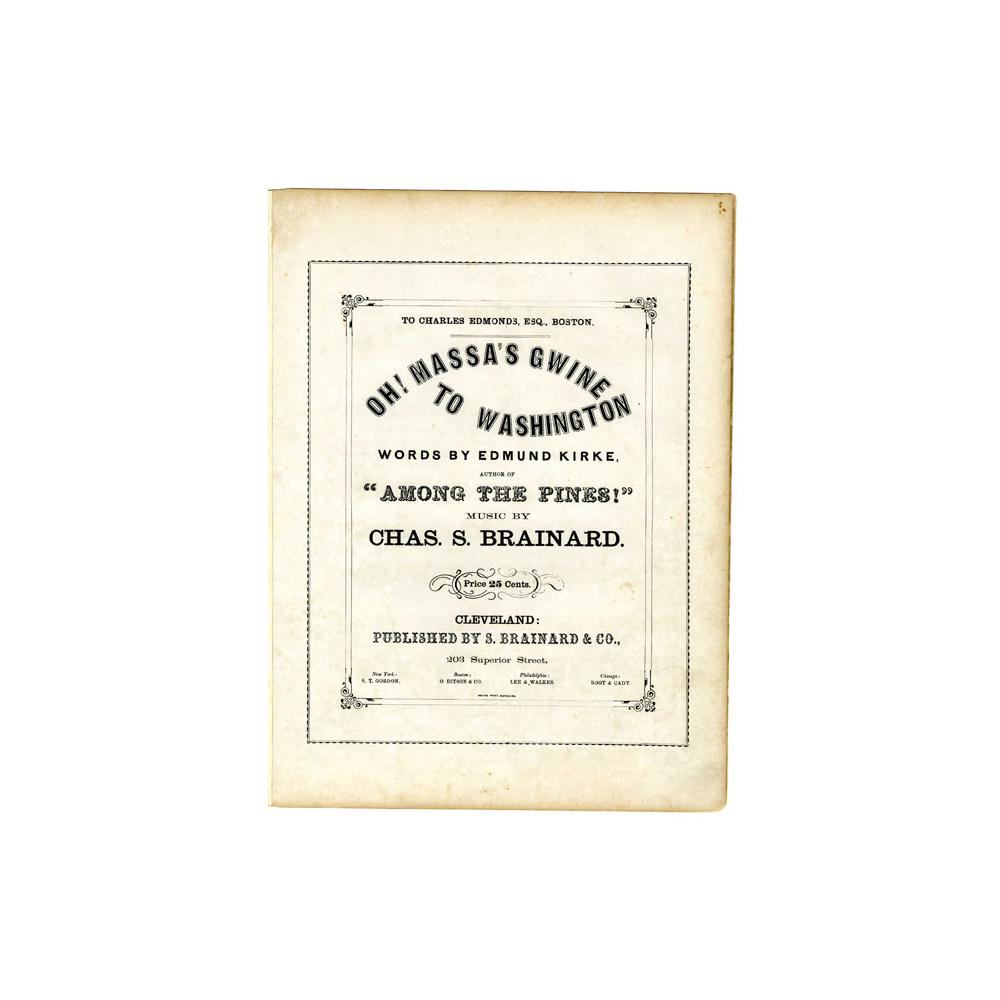 TO CHARLES EDMONDS, ESQ., BOSTON.
OH! MASSA'S GWINE
TO WASHINGTON
WORDS BY EDMUND KIRKE,
AUTHOR OF
“AMONG THE PINES!”
MUSIC BY
CHAS. S. BRAINARD.
Price 25 Cents.
CLEVELAND:
PUBLISHED BY S. BRAINARD & CO.,
203 Superior Street,
New York: Boston: Philadelphia: Chicago:
S. T. GORDON. O. DITSON & CO. LEE & WALKER. ROOT & CADY.